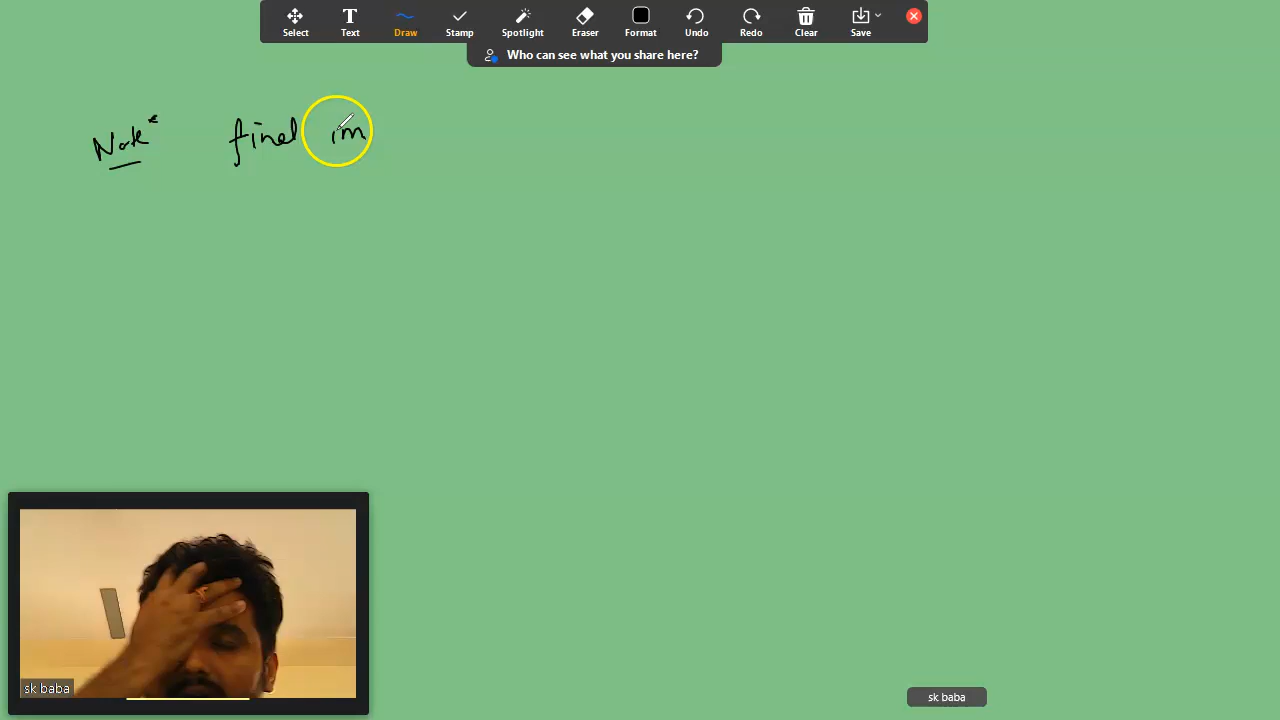 Select Text Draw Stamp Spotlight Eraser Format Undo Redo Clear Save
Who can see what you share here?
Note* final im
sk baba
sk baba